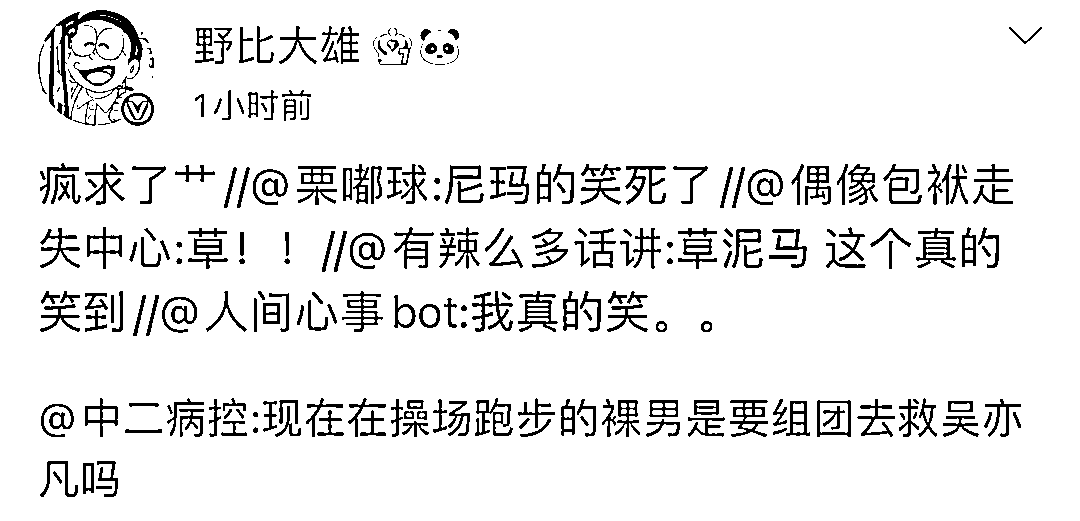 野比大雄
1小时前
疯求了艹//@栗嘟球:尼玛的笑死了//@偶像包袱走
失中心:草！！//@有辣么多话讲:草泥马 这个真的
笑到//@人间心事bot:我真的笑。。
@中二病控:现在在操场跑步的裸男是要组团去救吴亦
凡吗